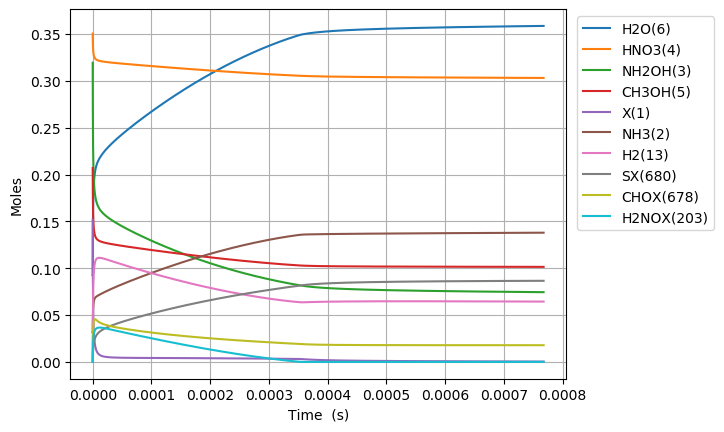 Moles
0.35
0.30
0.25
0.20
0.15
0.10
0.05
0.00
0.0000 0.0001 0.0002 0.0003 0.0004 0.0005 0.0006 0.0007 0.0008
Time (s)
H2O(6)
HNO3(4)
NH2OH(3)
CH3OH(5)
X(1)
NH3(2)
H2(13)
SX(680)
CHOX(678)
H2NOX(203)